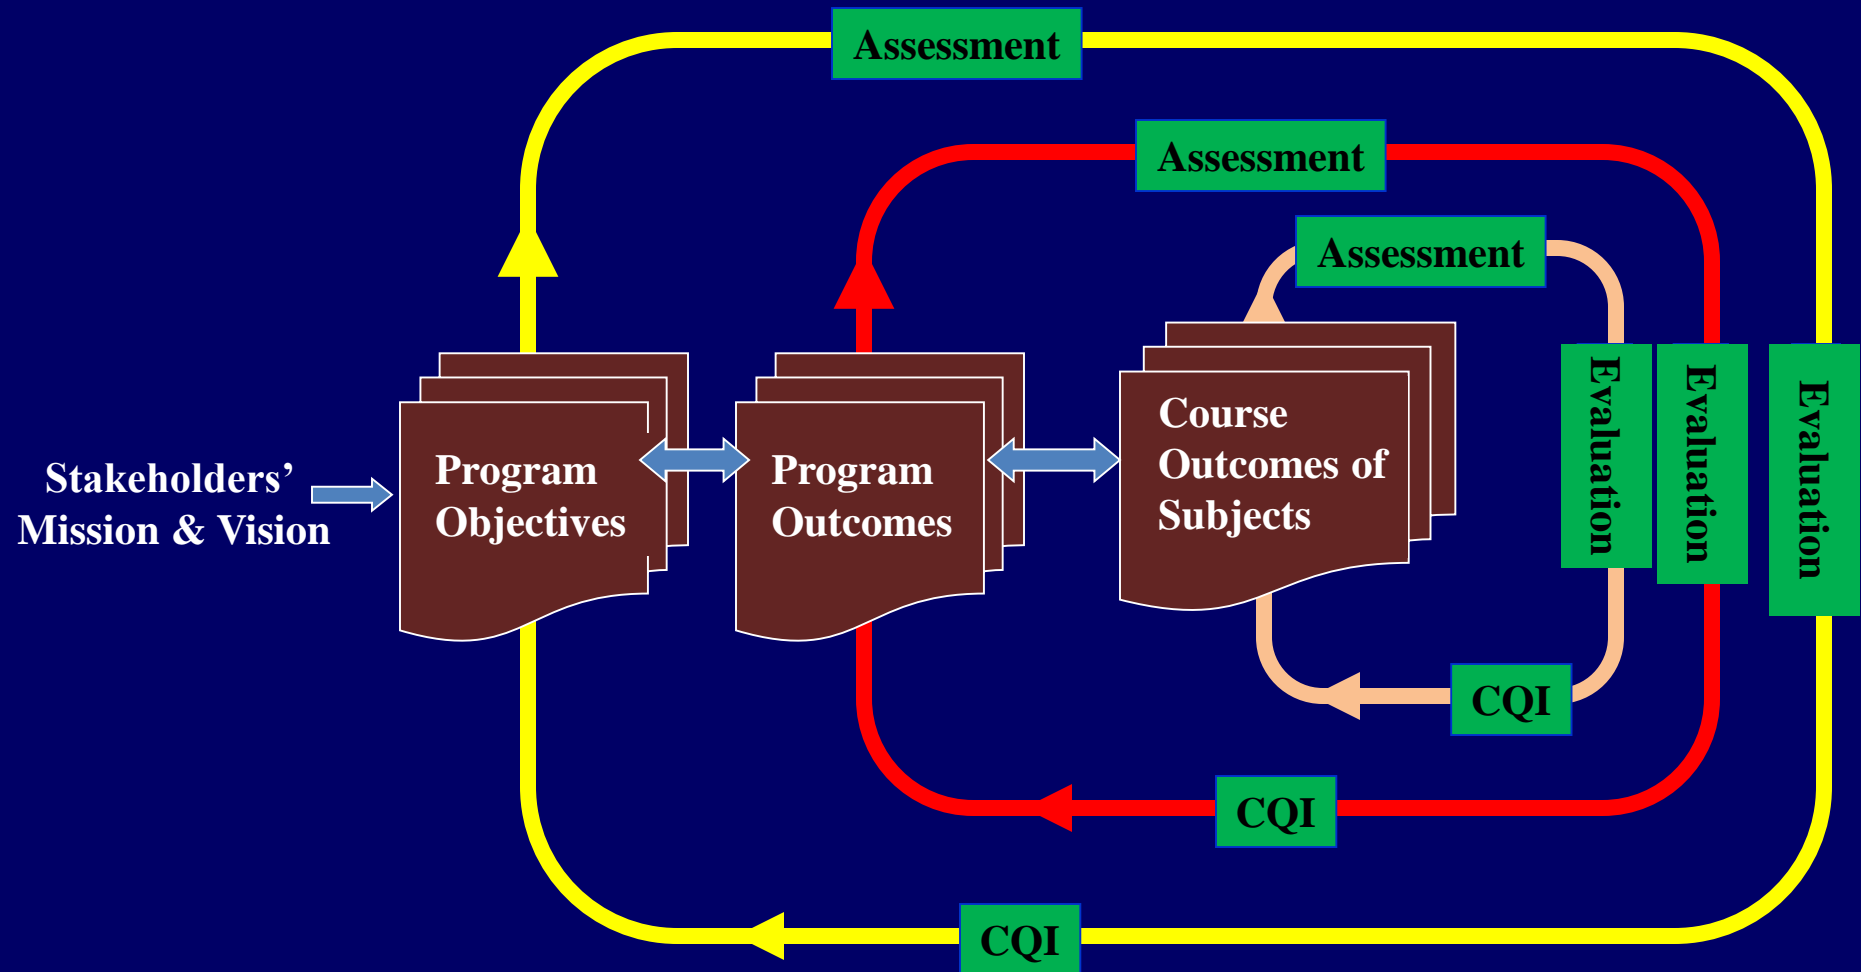 Assessment
Assessment
Assessment
Stakeholders’
Mission & Vision
Program
Objectives
Program
Outcomes
Course
Outcomes of
Subjects
Evaluation
Evaluation
Evaluation
CQI
CQI
CQI